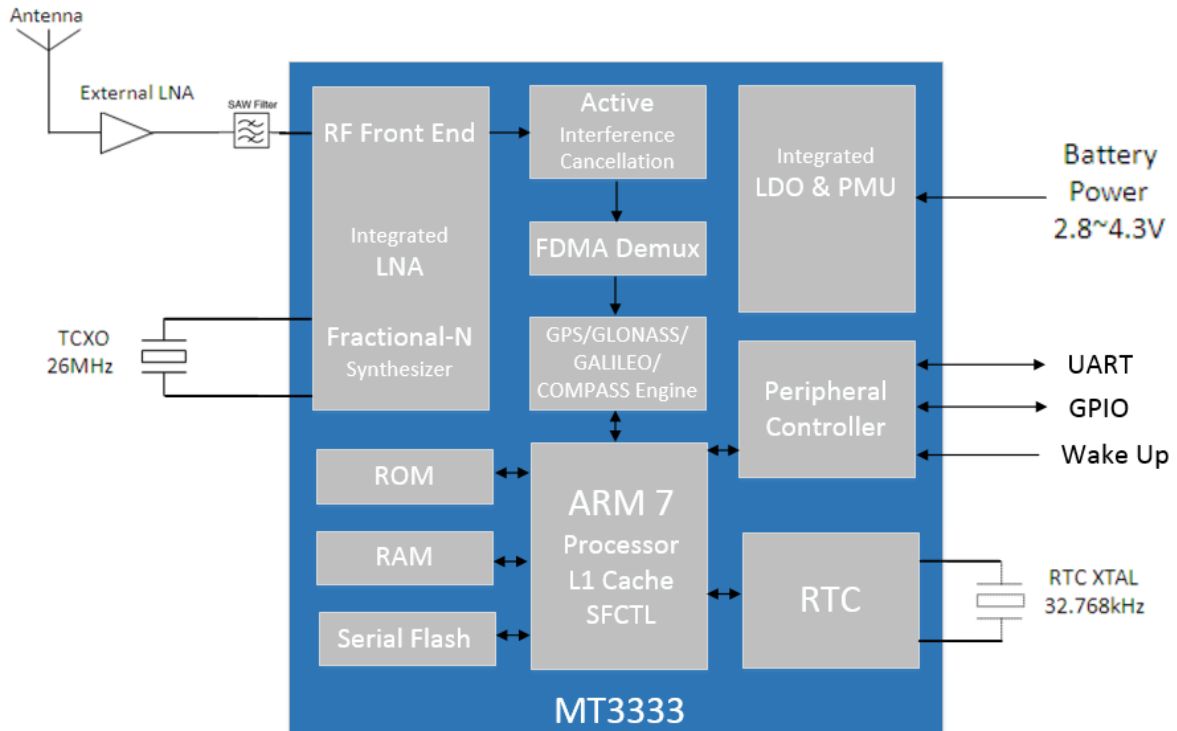 Antenna
External LNA
SAW Filter
RF Front End
Integrated
LNA
Fractional-N
Synthesizer
TCXO
26MHz
Active
Interference
Cancellation
FDMA Demux
GPS/GLONASS/
GALILEO/
COMPASS Engine
Integrated
LDO & PMU
Battery
Power
2.8~4.3V
Peripheral
Controller
UART
GPIO
Wake Up
ROM
RAM
Serial Flash
ARM 7
Processor
L1 Cache
SFCTL
RTC
RTC XTAL
32.768kHz
MT3333